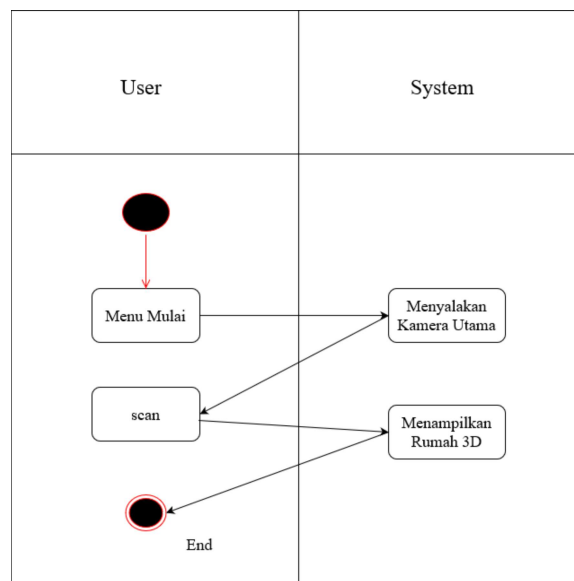 User
System
Menu Mulai
Menyalakan
Kamera Utama
scan
Menampilkan
Rumah 3D
End